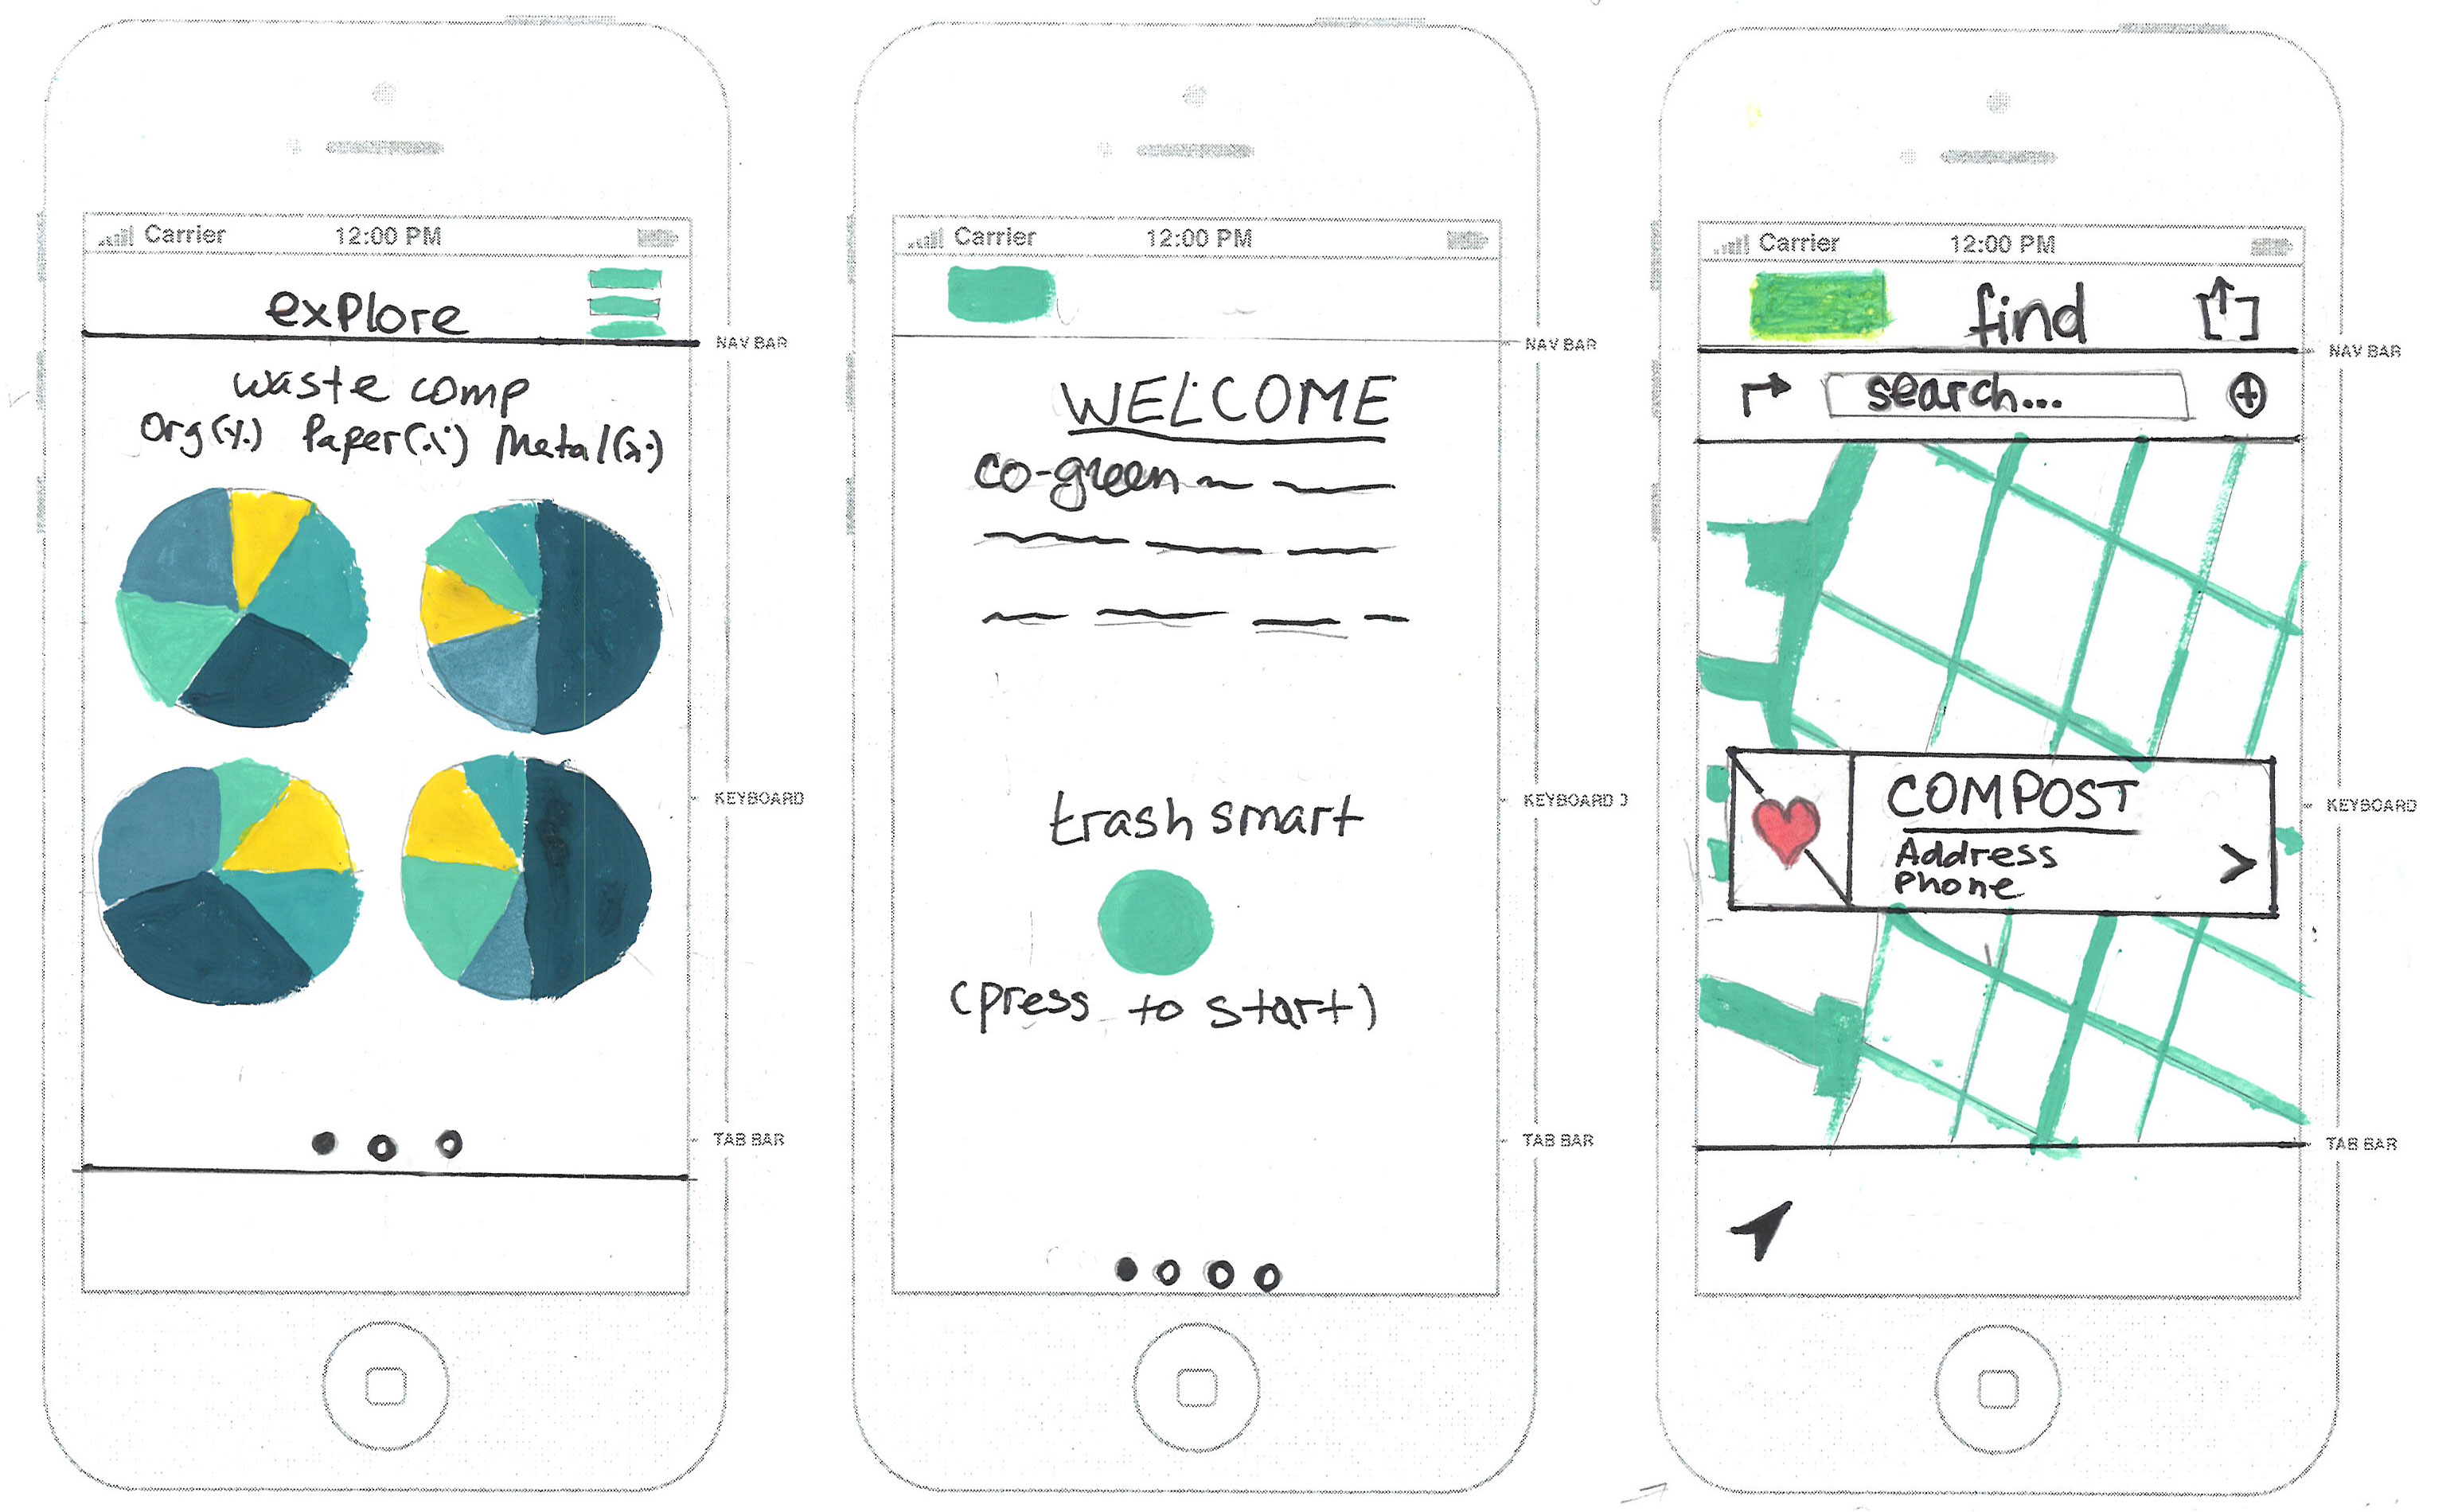 Carrier 12:00 PM
explore
NAV BAR
waste comp
Org(%) Paper(%) Metal(%)
KEYBOARD
TAB BAR
Carrier 12:00 PM
NAV BAR
WELCOME
co-green
trash smart
KEYBOARD
(press to start)
TAB BAR
Carrier 12:00 PM
find
NAV BAR
search...
COMPOST
Address
Phone
KEYBOARD
TAB BAR